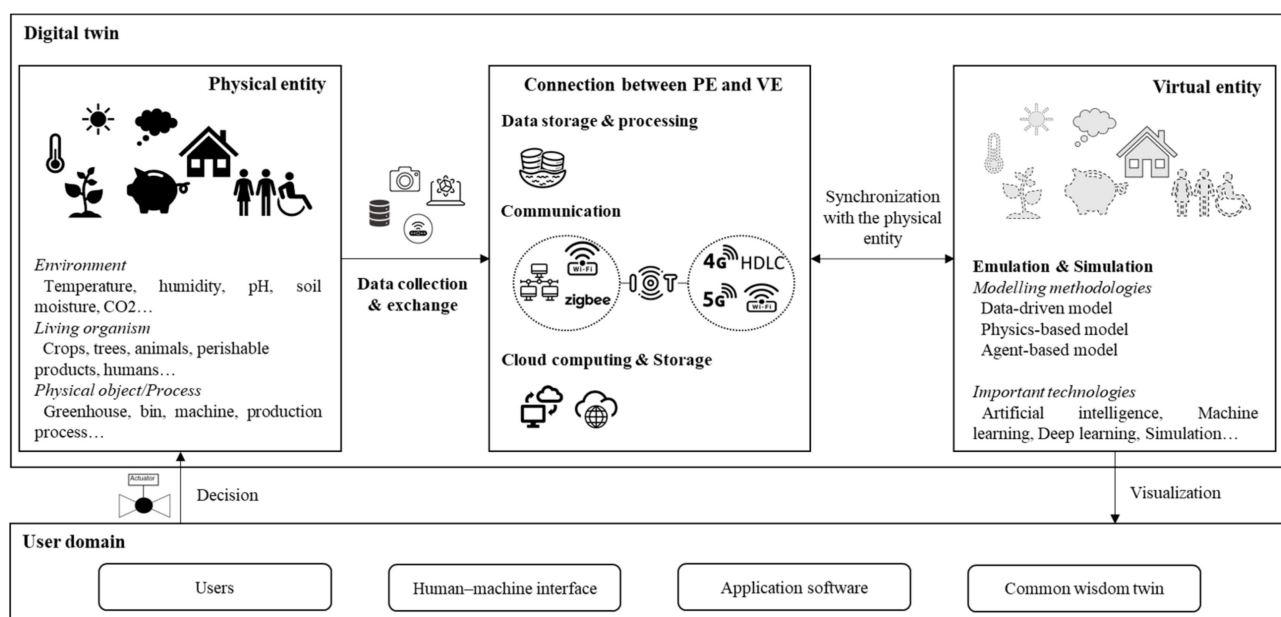 Digital twin
Physical entity
Environment
Temperature, humidity, pH, soil
moisture, CO2…
Living organism
Crops, trees, animals, perishable
products, humans…
Physical object/Process
Greenhouse, bin, machine, production
process…
Data collection
& exchange
Connection between PE and VE
Data storage & processing
Communication
Wi-Fi
zigbee
IOT
4G HDLC
5G Wi-Fi
Cloud computing & Storage
Synchronization
with the physical
entity
Virtual entity
Emulation & Simulation
Modelling methodologies
Data-driven model
Physics-based model
Agent-based model
Important technologies
Artificial intelligence, Machine
learning, Deep learning, Simulation…
Actuator
Decision
Visualization
User domain
Users
Human–machine interface
Application software
Common wisdom twin